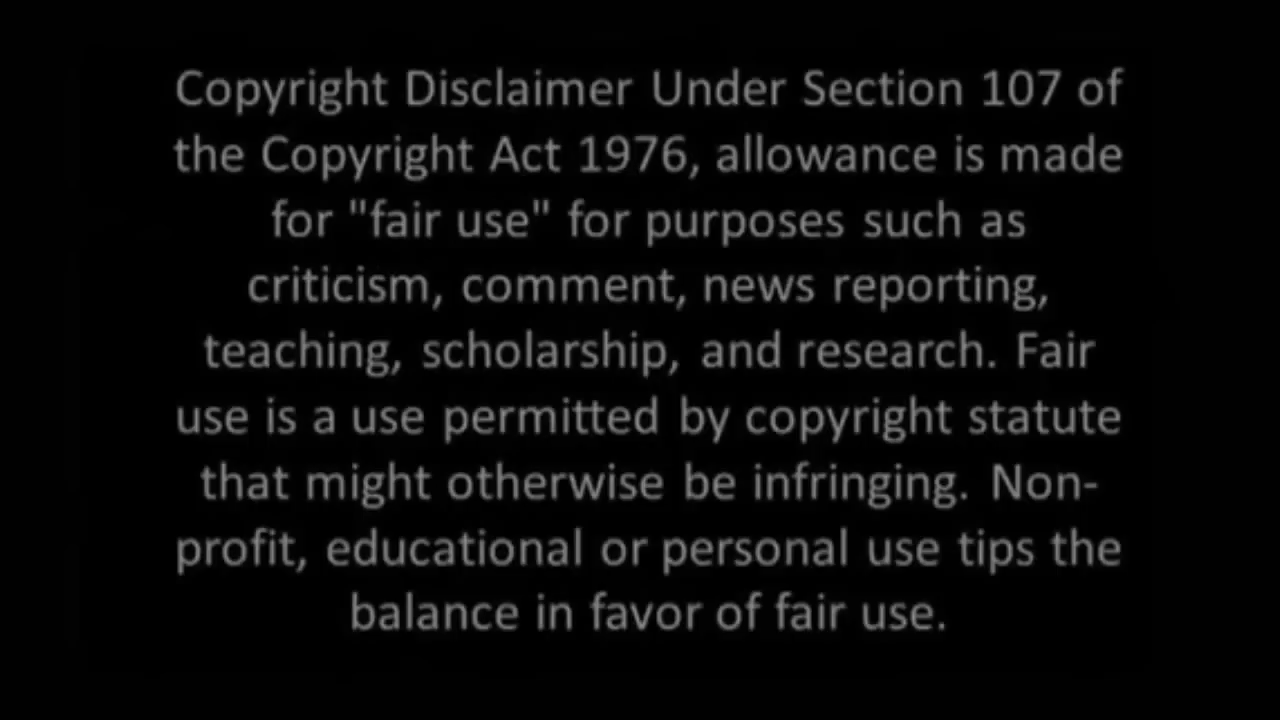 Copyright Disclaimer Under Section 107 of
the Copyright Act 1976, allowance is made
for "fair use" for purposes such as
criticism, comment, news reporting,
teaching, scholarship, and research. Fair
use is a use permitted by copyright statute
that might otherwise be infringing. Non-
profit, educational or personal use tips the
balance in favor of fair use.